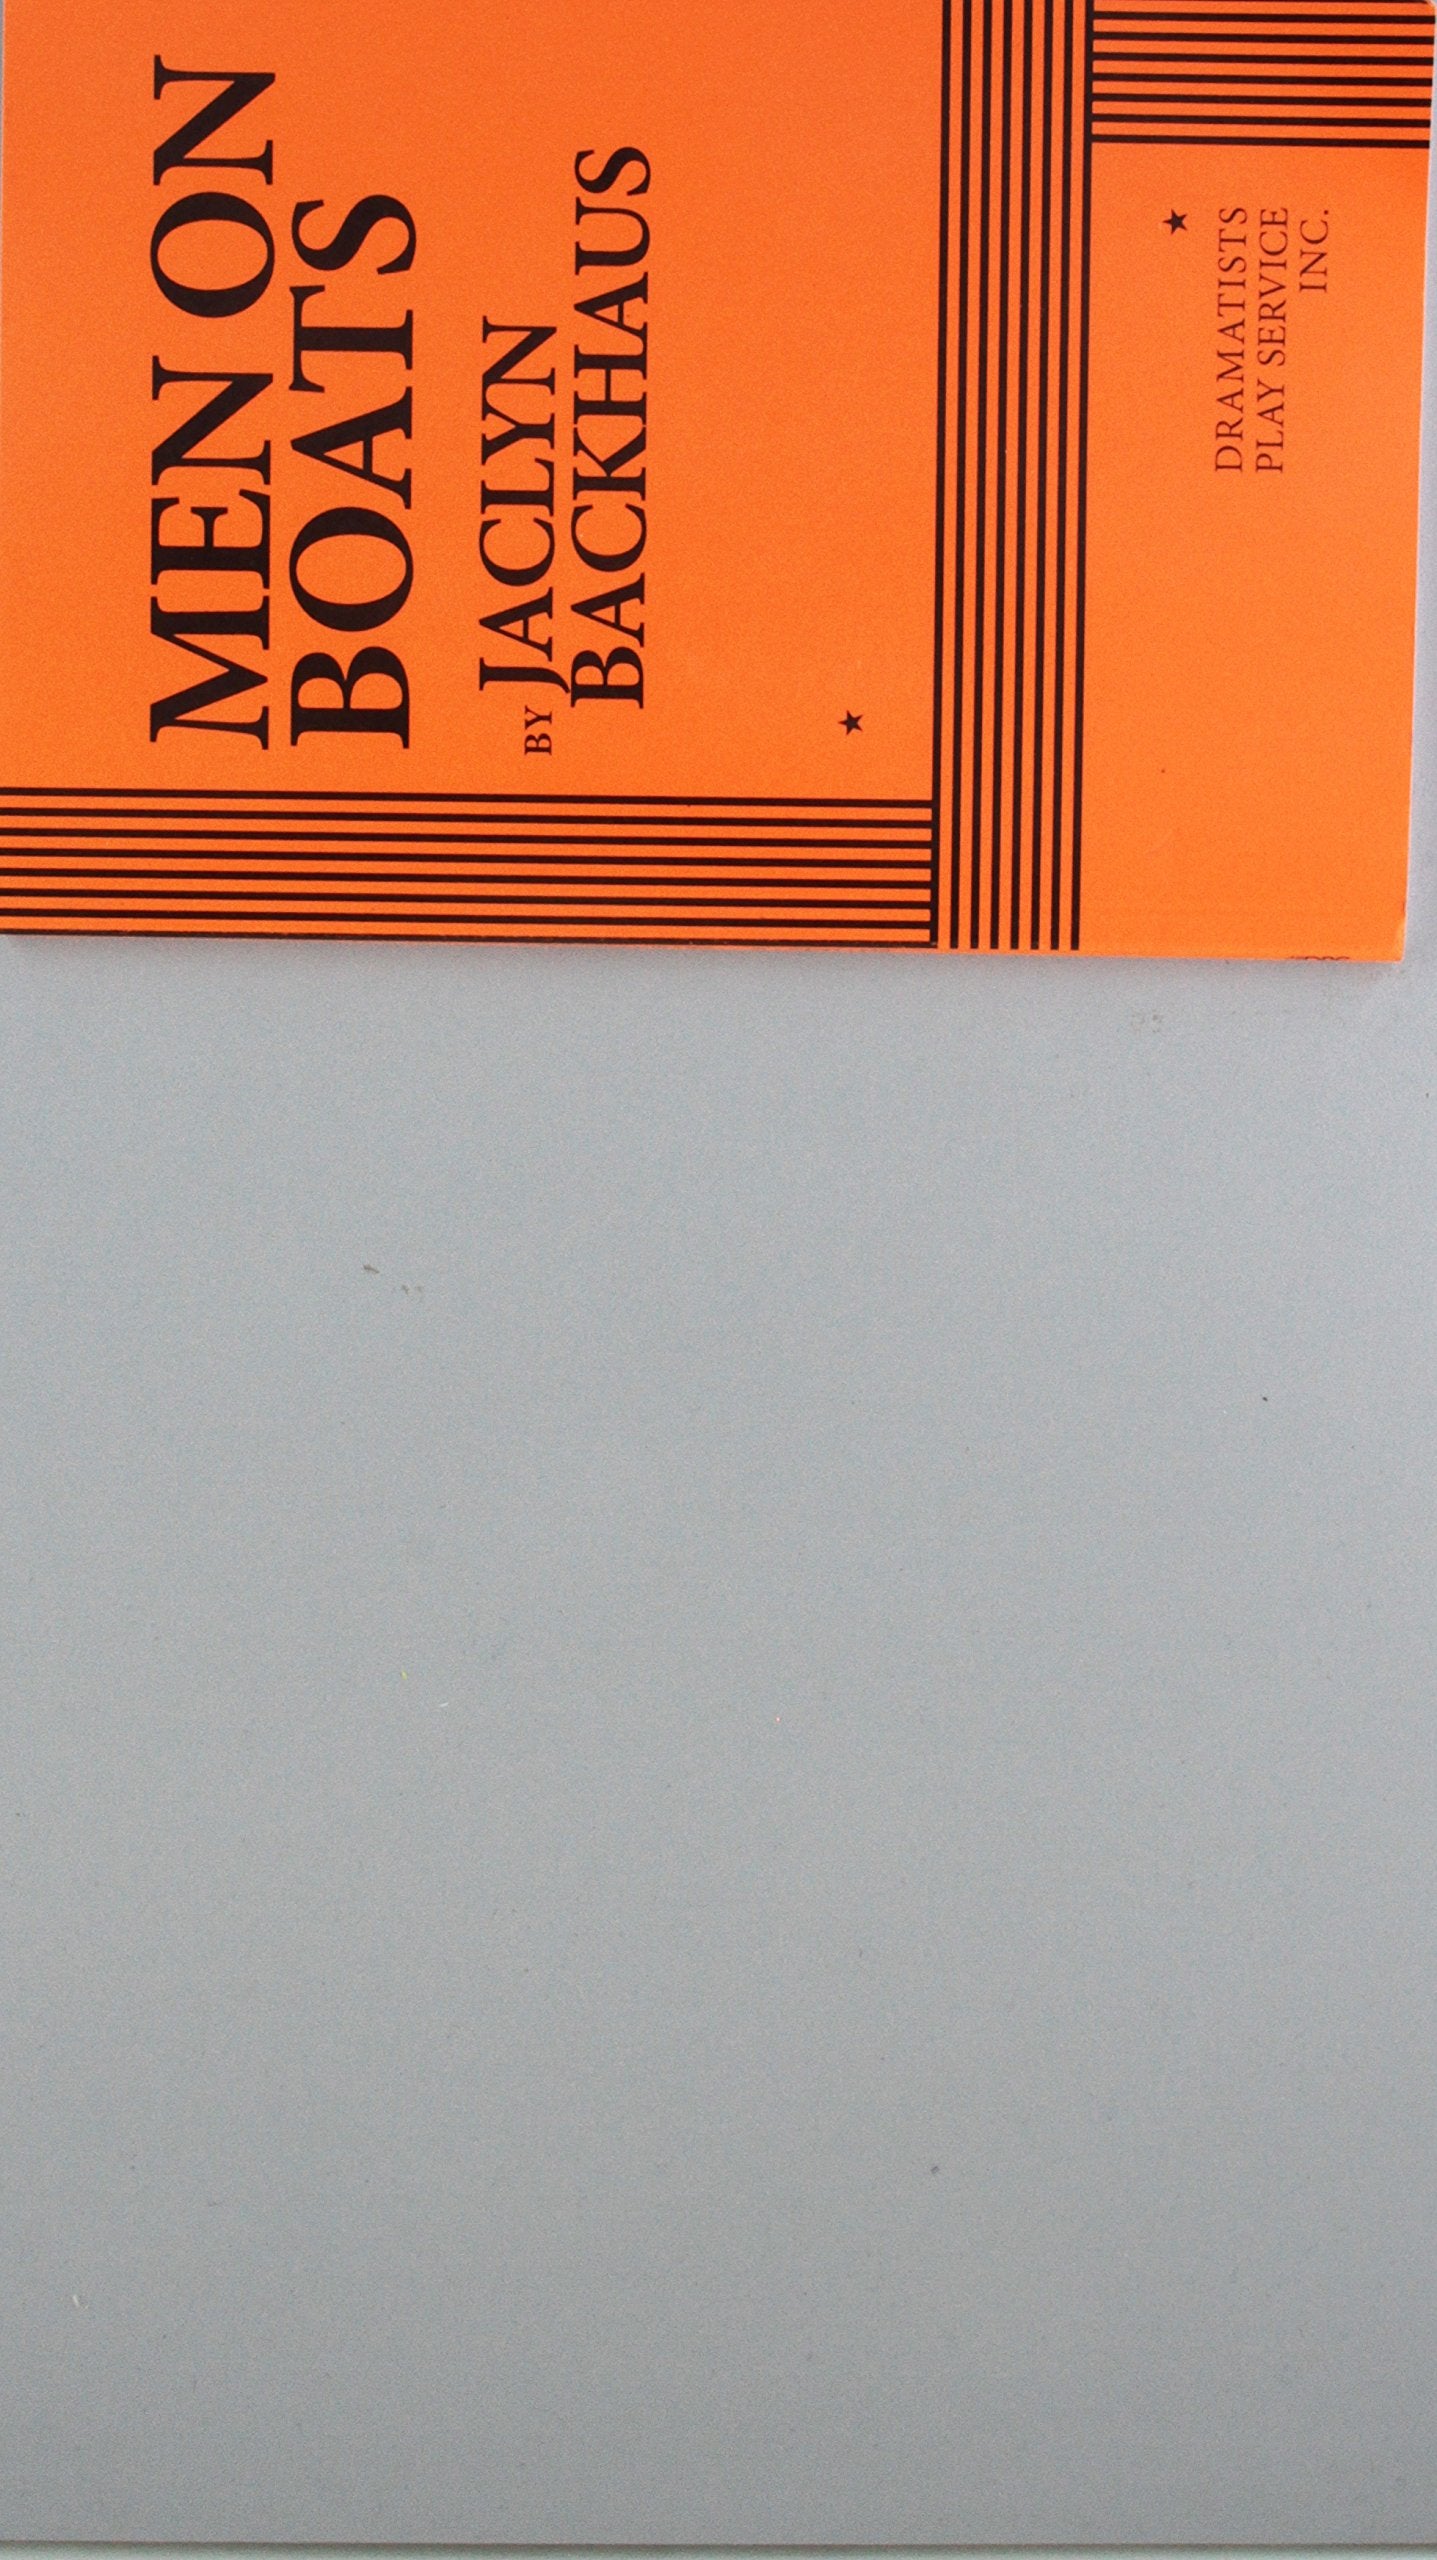 MEN ON
BOATS
BY JACLYN
BACKHAUS
DRAMATISTS
PLAY SERVICE
INC.